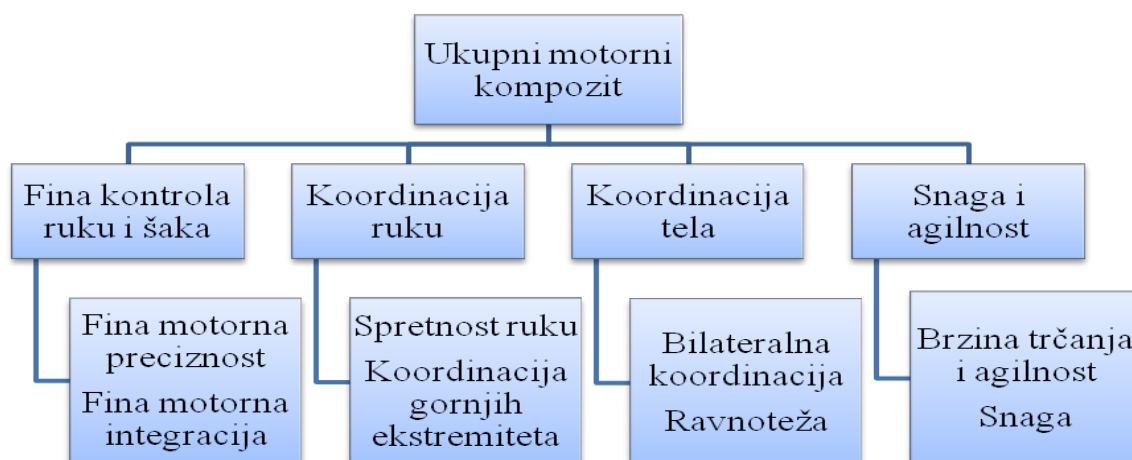 Ukupni motorni
kompozit
Fina kontrola
ruku i šaka
Koordinacija
ruku
Koordinacija
tela
Snaga i
agilnost
Fina motorna
preciznost
Fina motorna
integracija
Spretnost ruku
Koordinacija
gornjih
ekstremiteta
Bilateralna
koordinacija
Ravnoteža
Brzina trčanja
i agilnost
Snaga